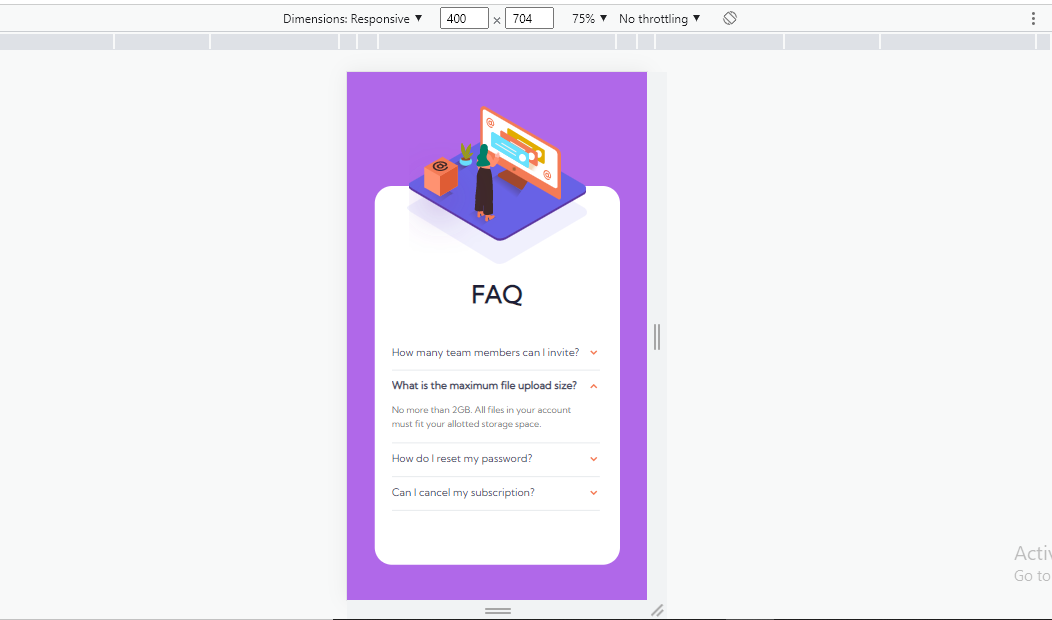 Dimensions: Responsive ▼ 400 × 704 75% ▼ No throttling ▼
FAQ
How many team members can I invite?
What is the maximum file upload size?
No more than 2GB. All files in your account
must fit your allotted storage space.
How do I reset my password?
Can I cancel my subscription?
Go to